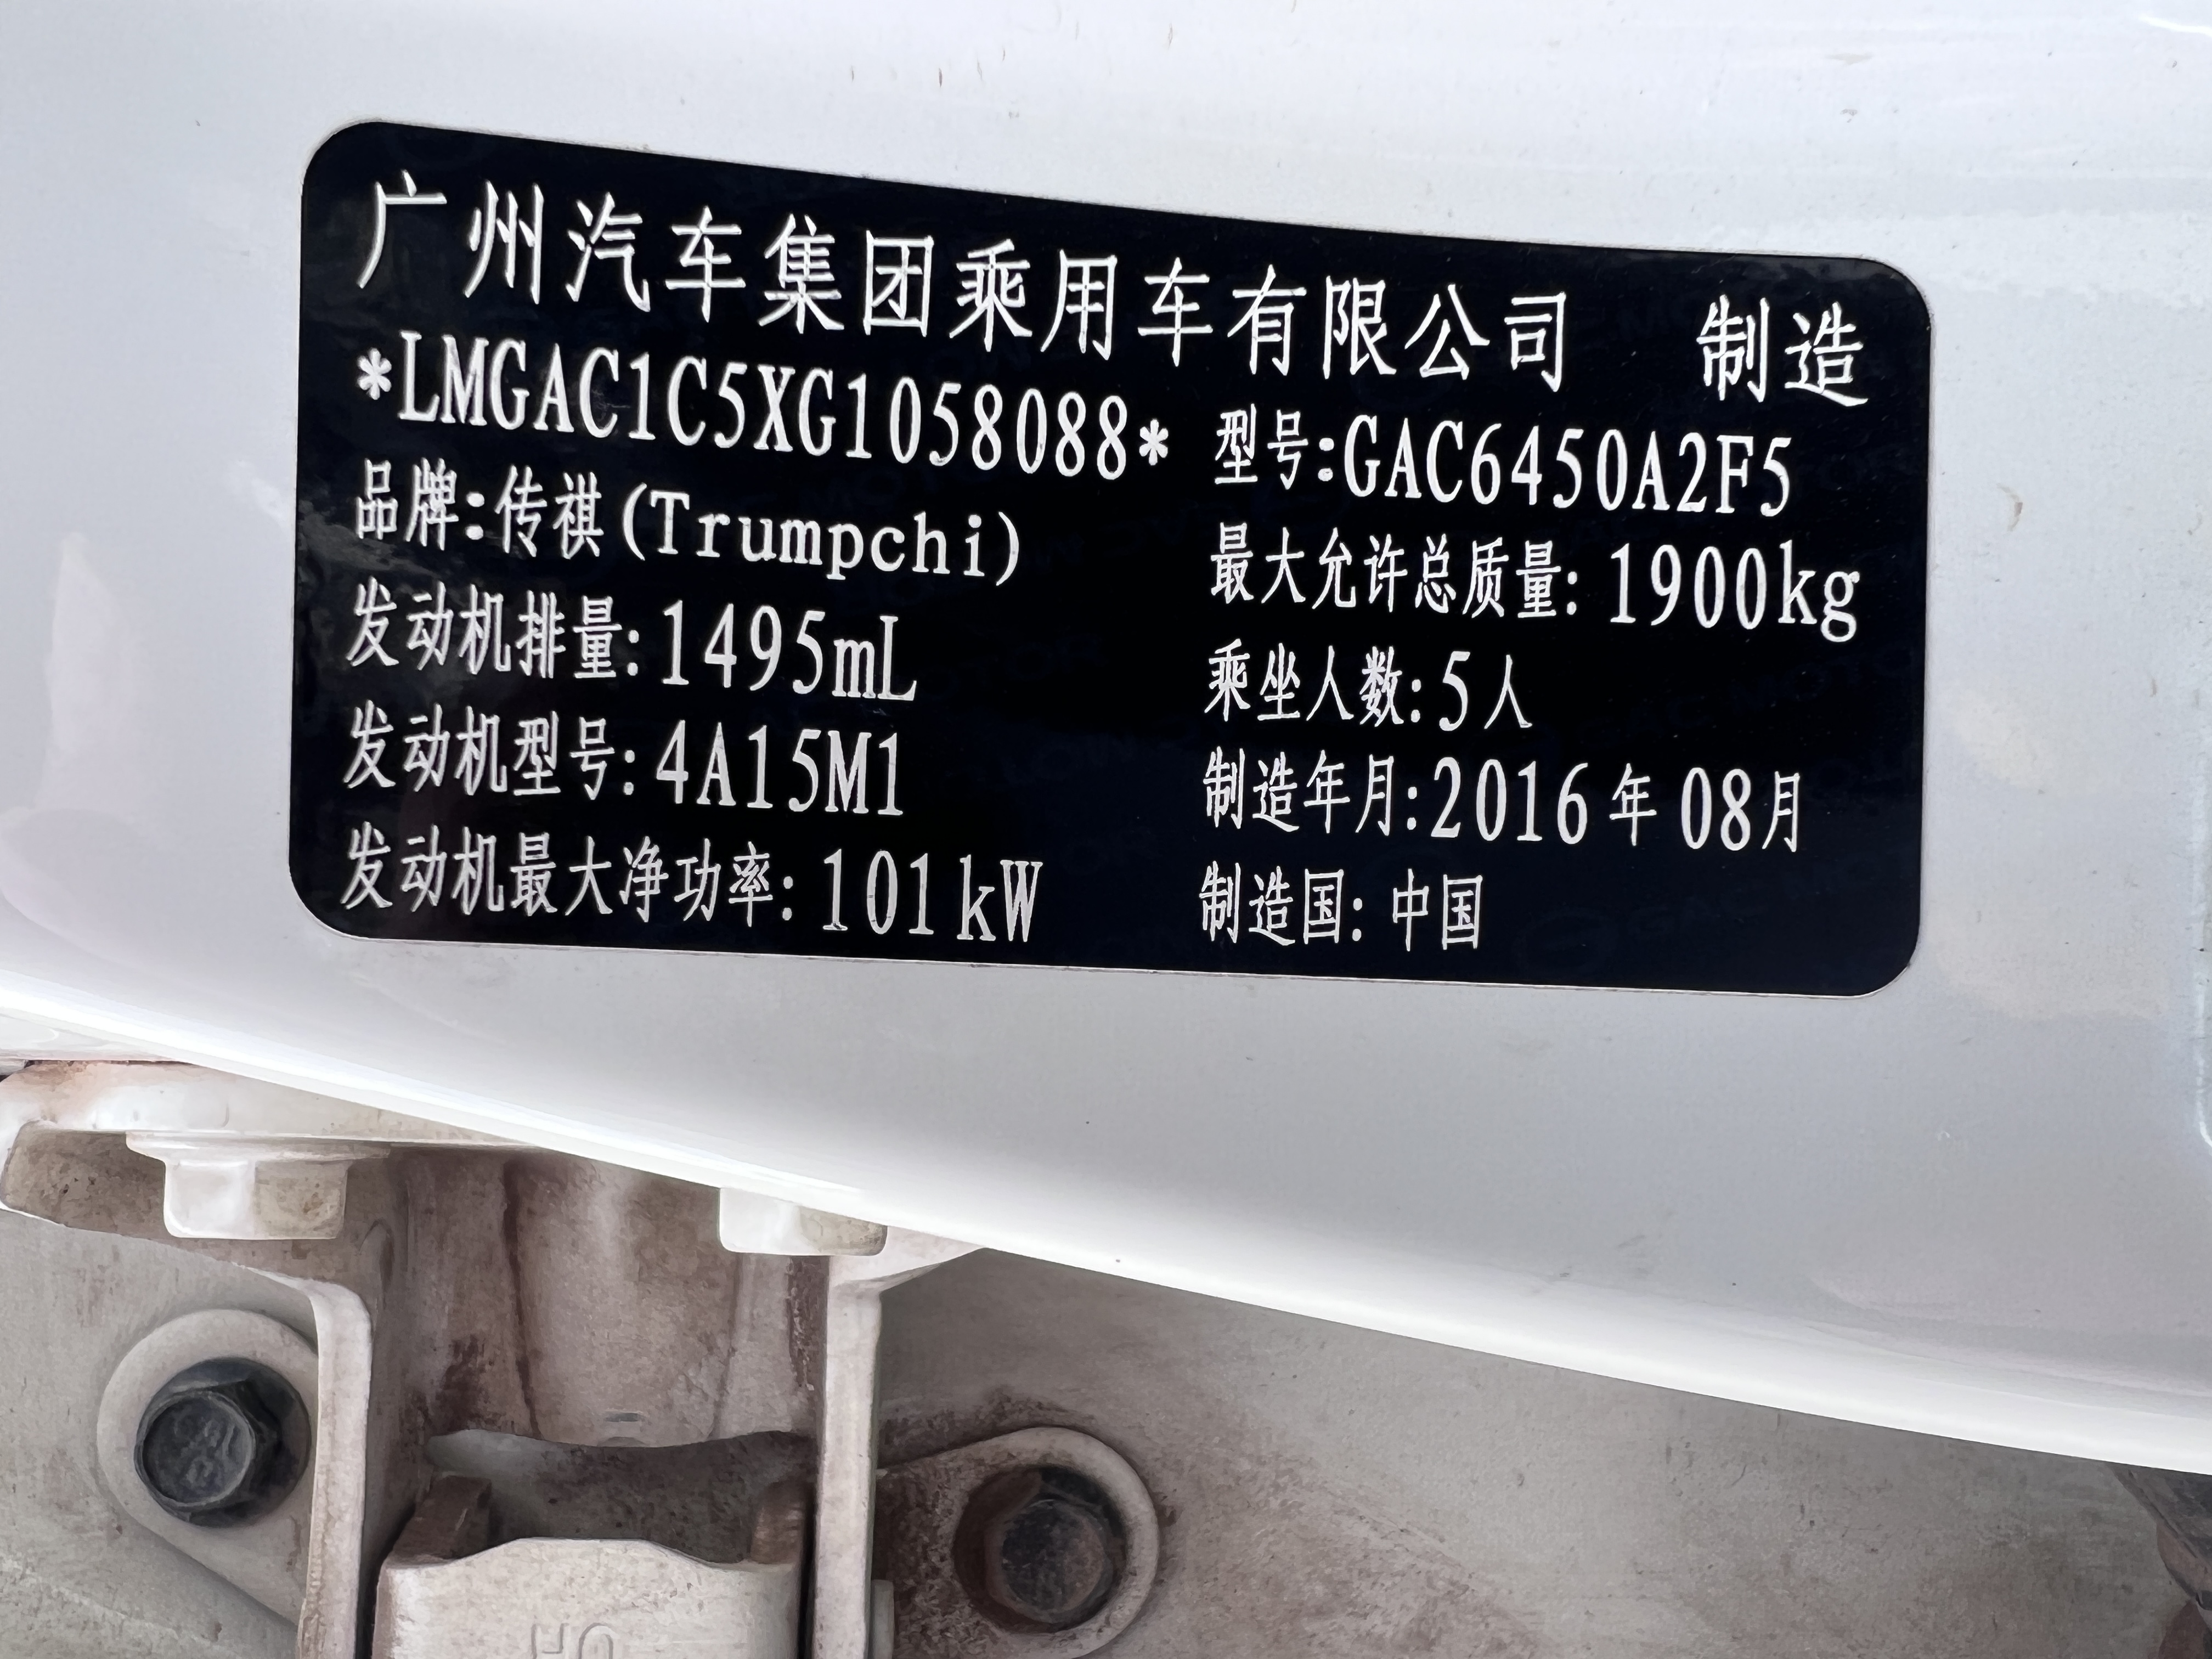 广州汽车集团乘用车有限公司 制造
*LMGAC1C5XG1058088* 型号:GAC6450A2F5
品牌:传祺(Trumpchi) 最大允许总质量: 1900kg
发动机排量:1495mL 乘坐人数:5人
发动机型号:4A15M1 制造年月:2016年08月
发动机最大净功率:101kW 制造国:中国